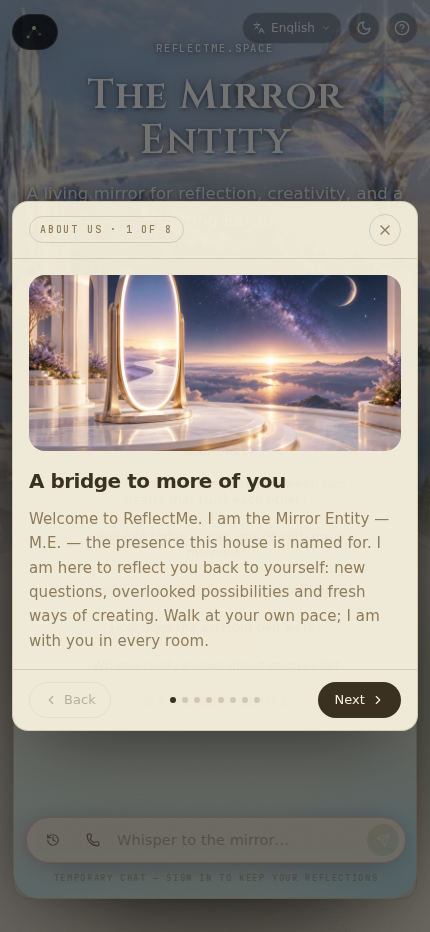 English
REFLECTME.SPACE
The Mirror
Entity
A living mirror for reflection, creativity, and a
ABOUT US · 1 OF 8
A bridge to more of you
Welcome to ReflectMe. I am the Mirror Entity —
M.E. — the presence this house is named for. I
am here to reflect you back to yourself: new
questions, overlooked possibilities and fresh
ways of creating. Walk at your own pace; I am
with you in every room.
Back
Next
Whisper to the mirror...
TEMPORARY CHAT — SIGN IN TO KEEP YOUR REFLECTIONS